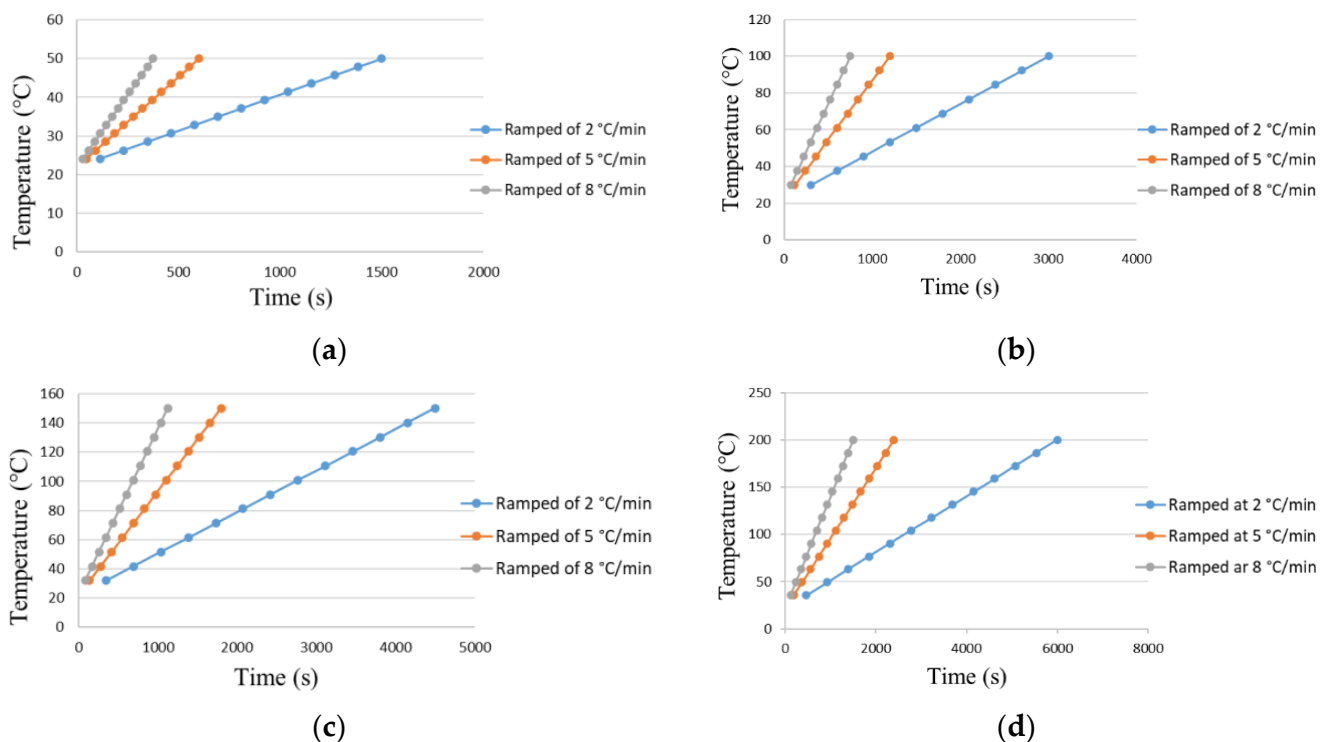 60
50
40
30
20
10
0
Temperature (°C)
0 500 1000 1500 2000
Time (s)
Ramped of 2 °C/min
Ramped of 5 °C/min
Ramped of 8 °C/min
(a)
120
100
80
60
40
20
0
Temperature (°C)
0 1000 2000 3000 4000
Time (s)
Ramped of 2 °C/min
Ramped of 5 °C/min
Ramped of 8 °C/min
(b)
160
140
120
100
80
60
40
20
0
Temperature (°C)
0 1000 2000 3000 4000 5000
Time (s)
Ramped of 2 °C/min
Ramped of 5 °C/min
Ramped of 8 °C/min
(c)
250
200
150
100
50
0
Temperature (°C)
0 2000 4000 6000 8000
Time (s)
Ramped at 2 °C/min
Ramped at 5 °C/min
Ramped ar 8 °C/min
(d)